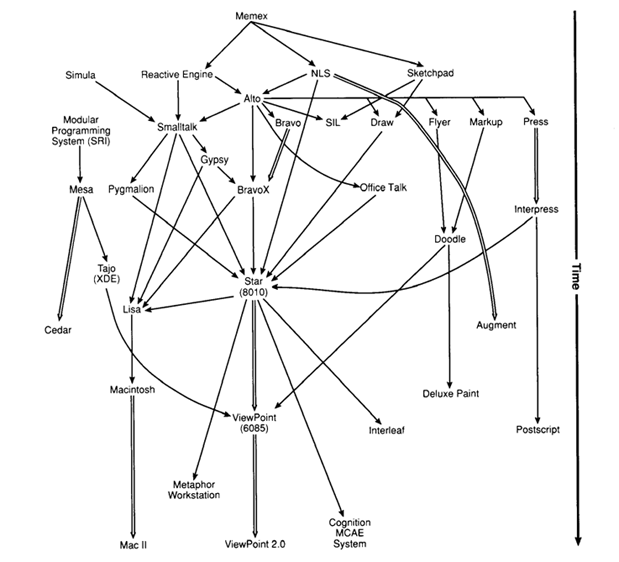 Memex
Simula
Reactive Engine
NLS
Sketchpad
Alto
Modular
Programming
System (SRI)
Smalltalk
Bravo
SIL
Draw
Flyer
Markup
Press
Gypsy
Mesa
Pygmalion
BravoX
Office Talk
Interpress
Doodle
Tajo
(XDE)
Star
(8010)
Time
Lisa
Cedar
Augment
Macintosh
Deluxe Paint
ViewPoint
(6085)
Interleaf
Postscript
Metaphor
Workstation
Cognition
MCAE
System
Mac II
ViewPoint 2.0